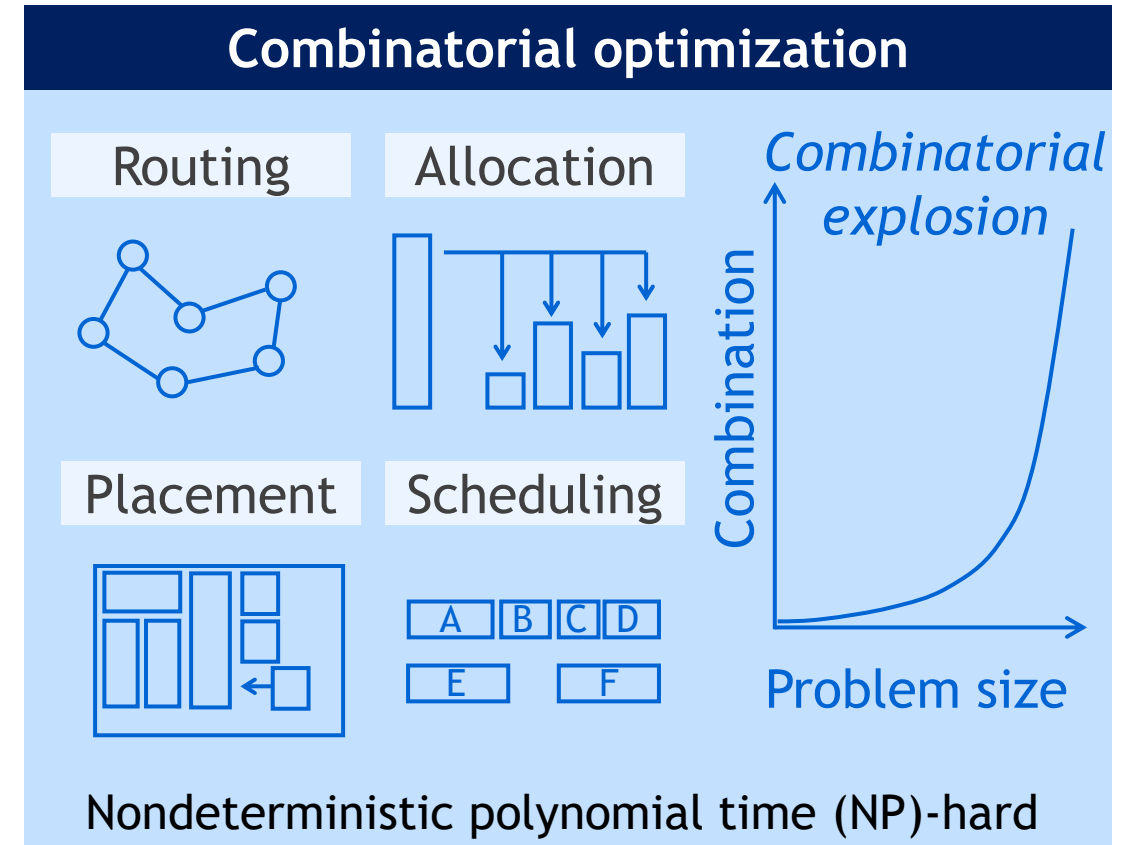 Combinatorial optimization
Routing
Allocation
Placement
Scheduling
A B C D
E F
Combinatorial
explosion
Combination
Problem size
Nondeterministic polynomial time (NP)-hard